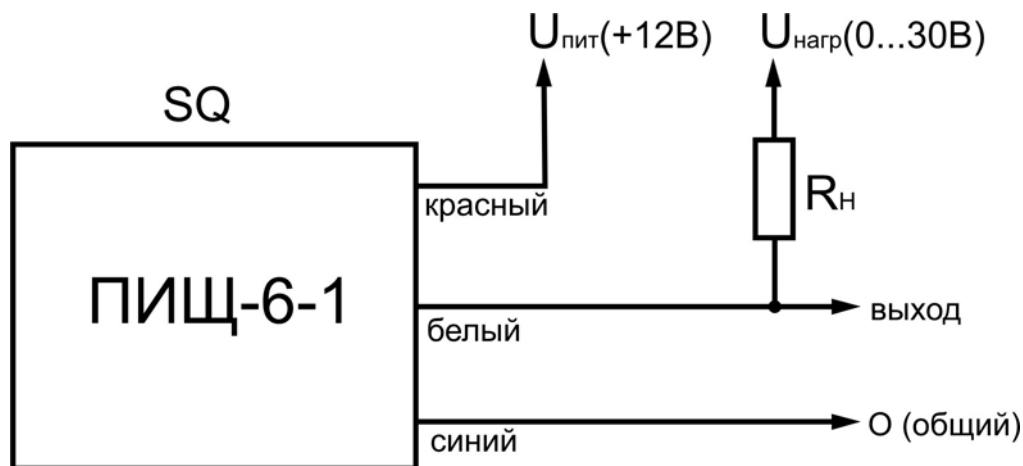 Uпит(+12В)
Uнагр(0...30В)
SQ
красный
Rн
ПИЩ-6-1
белый
выход
синий
О (общий)